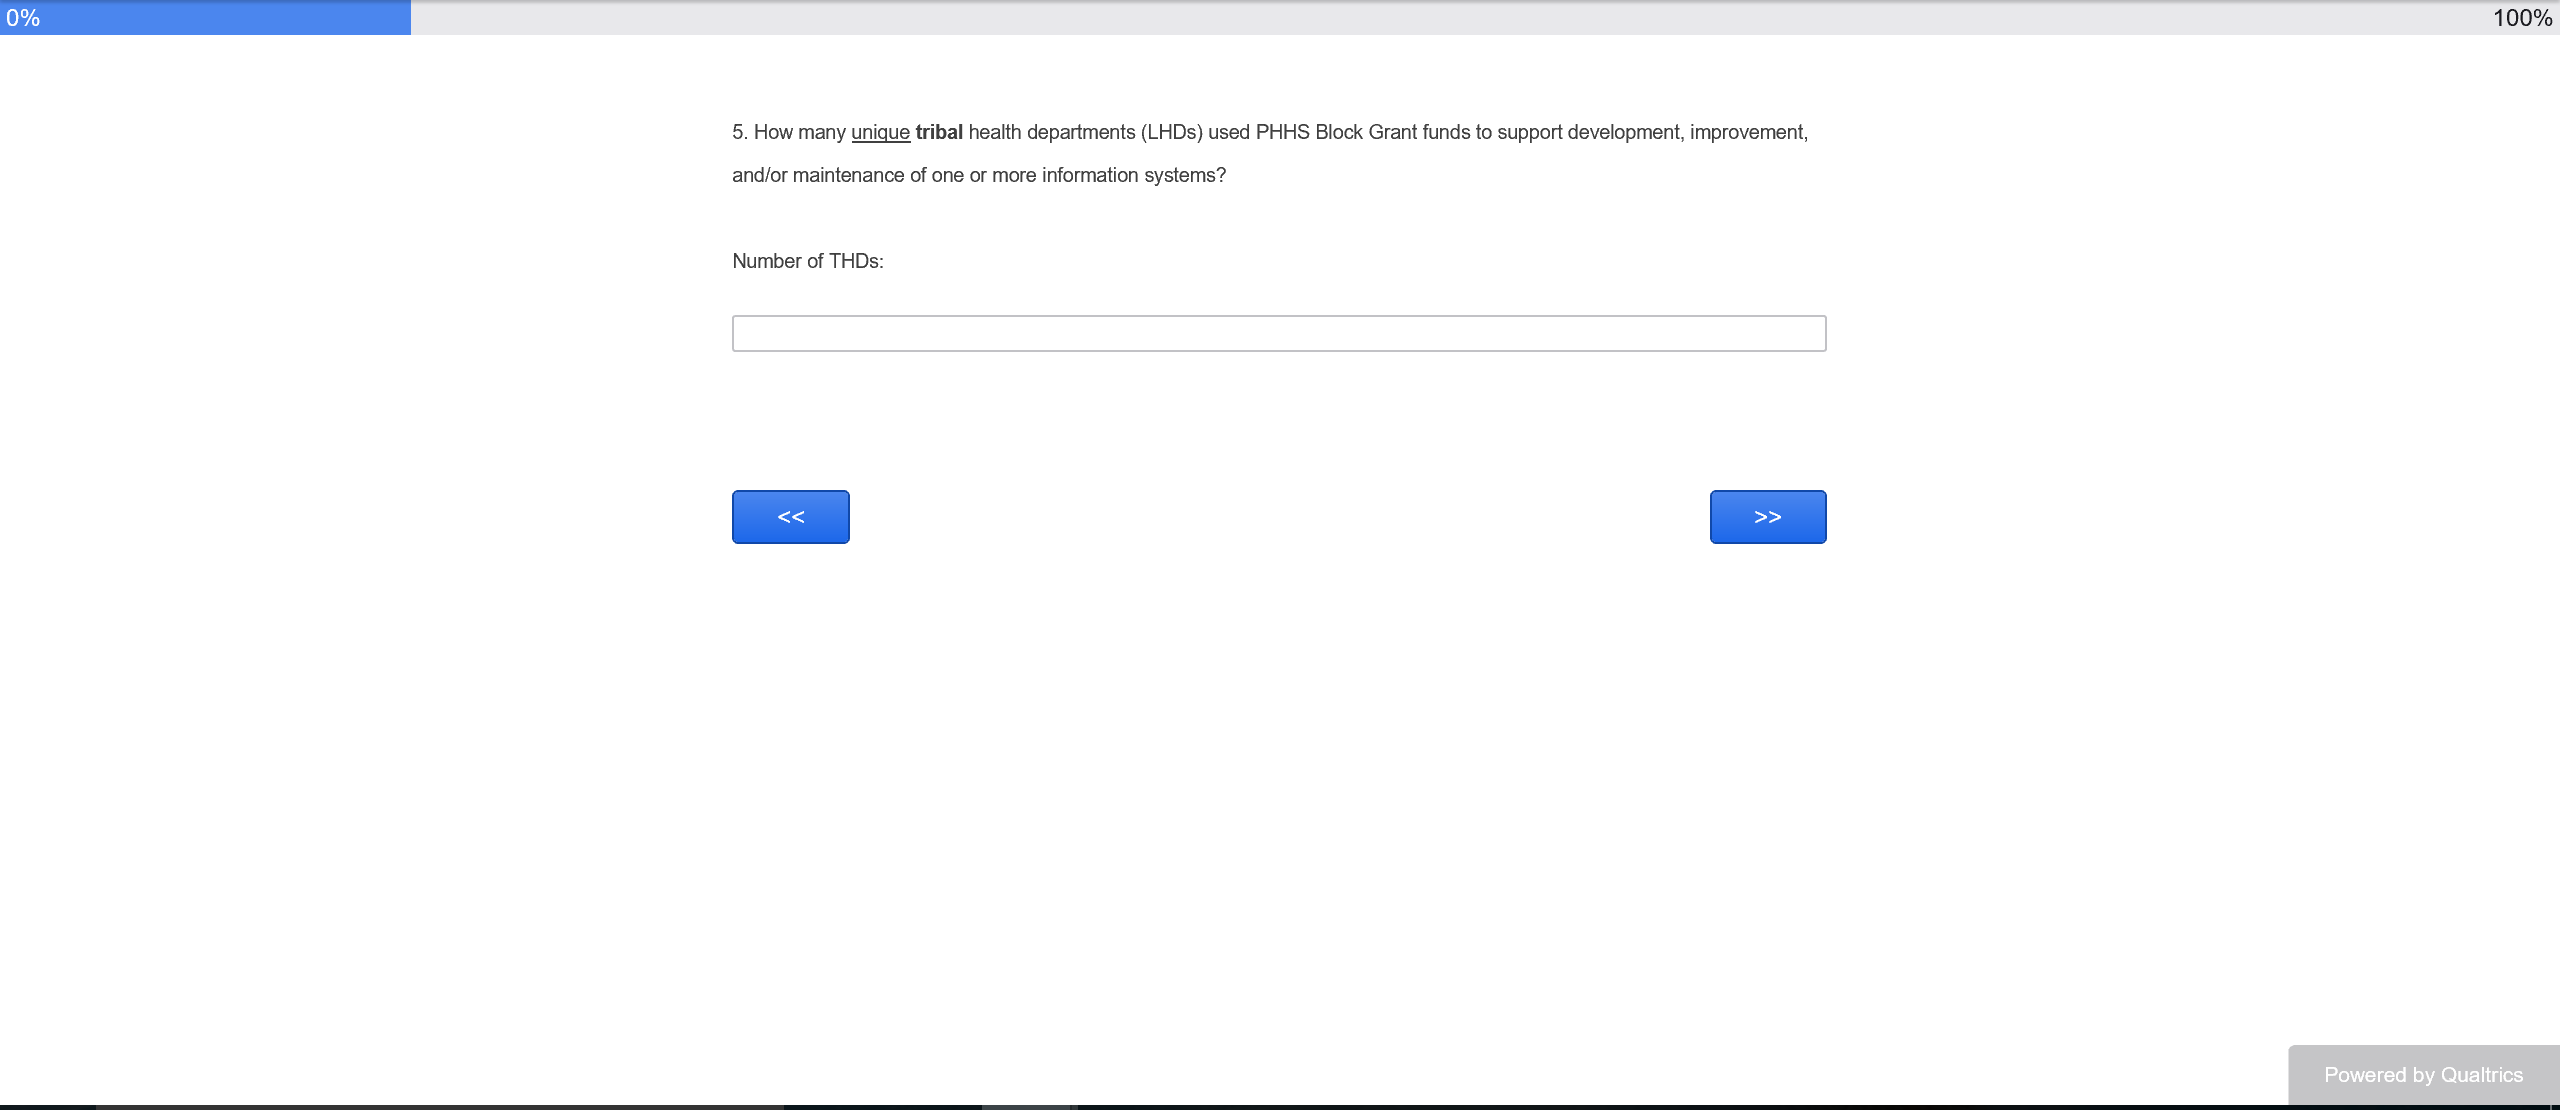 0%
100%
5. How many unique tribal health departments (LHDs) used PHHS Block Grant funds to support development, improvement,
and/or maintenance of one or more information systems?
Number of THDs:
<<
>>
Powered by Qualtrics